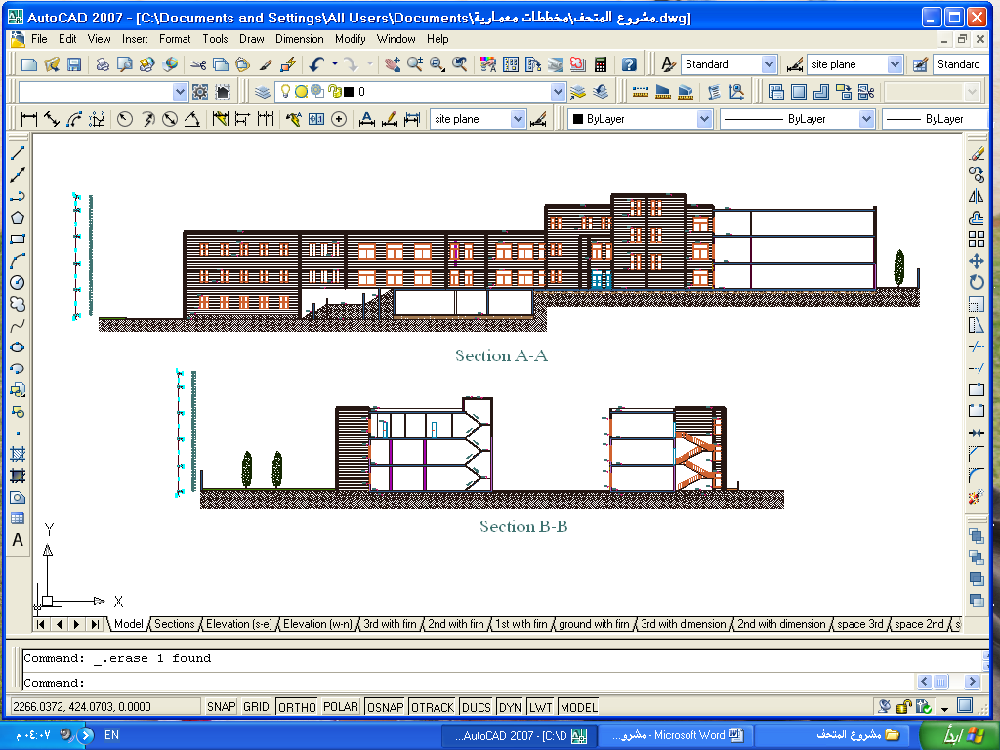 AutoCAD 2007 - [C:\Documents and Settings\All Users\Documents\مخططات معمارية\مشروع المتحف.dwg]
File Edit View Insert Format Tools Draw Dimension Modify Window Help
Standard site plane Standard
0
site plane ByLayer ByLayer ByLayer
Section A-A
Section B-B
Y
X
Model Sections Elevation (s-e) Elevation (w-n) 3rd with firn 2nd with firn 1st with firn ground with firn 3rd with dimension 2nd with dimension space 3rd space 2nd s
Command: _.erase 1 found
Command:
2266.0372, 424.0703, 0.0000 SNAP GRID ORTHO POLAR OSNAP OTRACK DUCS DYN LWT MODEL
٠٤:٠٧ م EN ...AutoCAD 2007 - [C:\D ...مشرو - Microsoft Word مشروع المتحف ابدأ